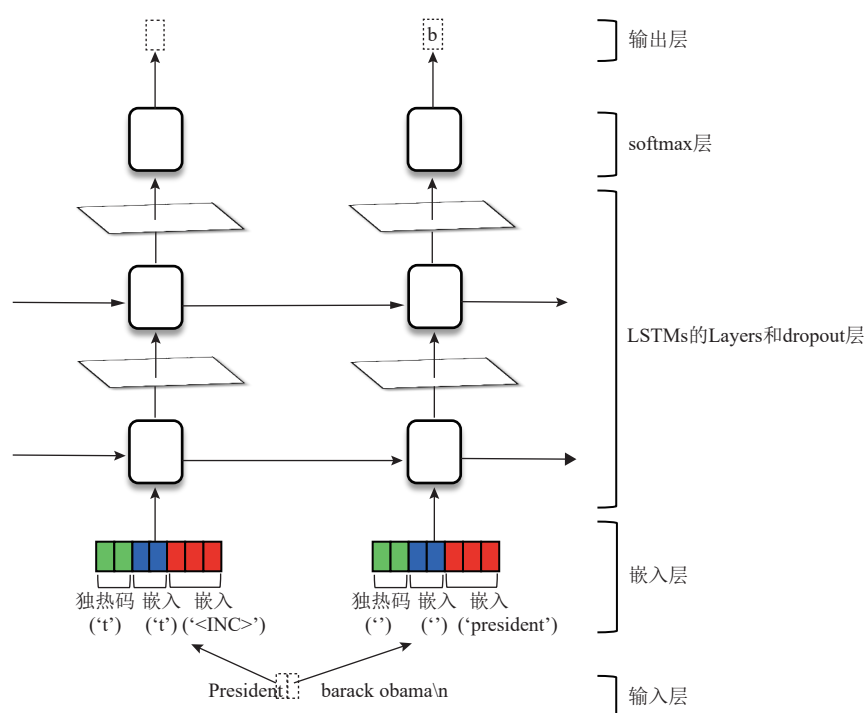 b
输出层
softmax层
LSTMs的Layers和dropout层
嵌入层
独热码 嵌入 嵌入
(‘t’) (‘t’) (‘<INC>’)
独热码 嵌入 嵌入
(‘’) (‘’) (‘president’)
President barack obama\n
输入层